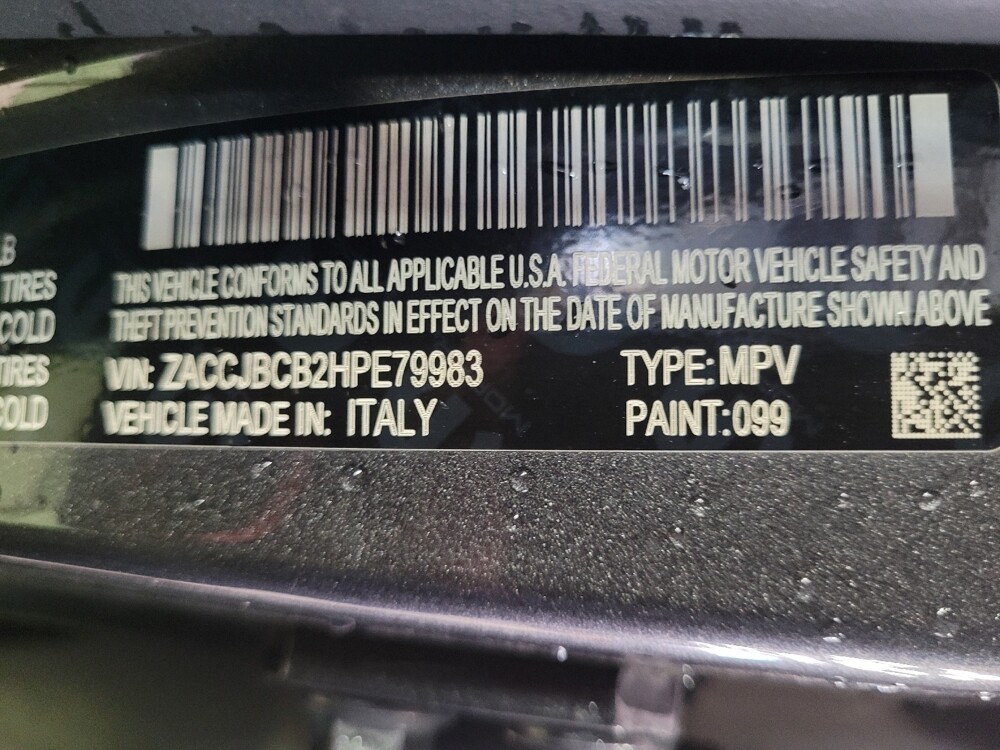 LB
TIRES
COLD
TIRES
COLD
THIS VEHICLE CONFORMS TO ALL APPLICABLE U.S.A. FEDERAL MOTOR VEHICLE SAFETY AND
THEFT PREVENTION STANDARDS IN EFFECT ON THE DATE OF MANUFACTURE SHOWN ABOVE
VIN: ZACCJBCB2HPE79983 TYPE: MPV
VEHICLE MADE IN: ITALY PAINT: 099